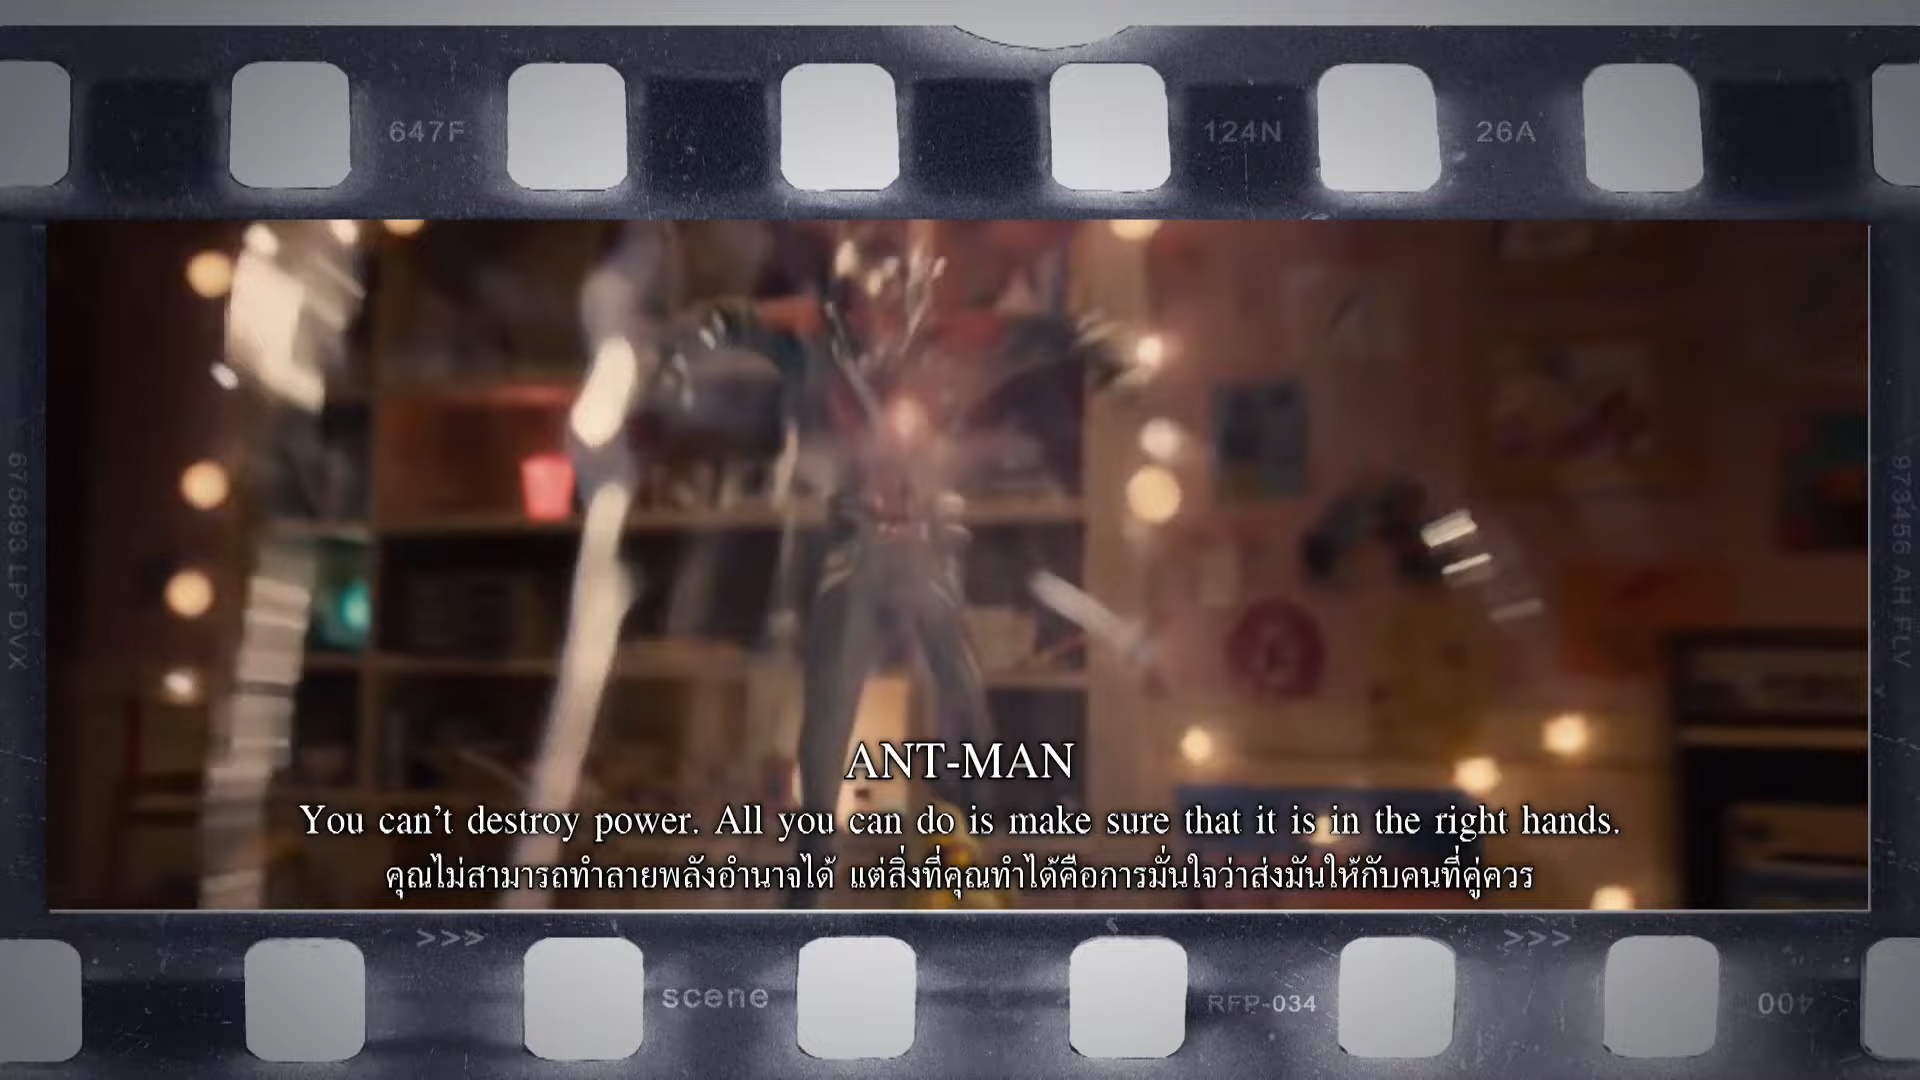 647F 124N 26A
675893 LP DVX
973456 AH FLV
ANT-MAN
You can't destroy power. All you can do is make sure that it is in the right hands.
คุณไม่สามารถทำลายพลังอำนาจได้ แต่สิ่งที่คุณทำได้คือการมั่นใจว่าส่งมันให้กับคนที่คู่ควร
>>> >>>
scene RFP-034 400